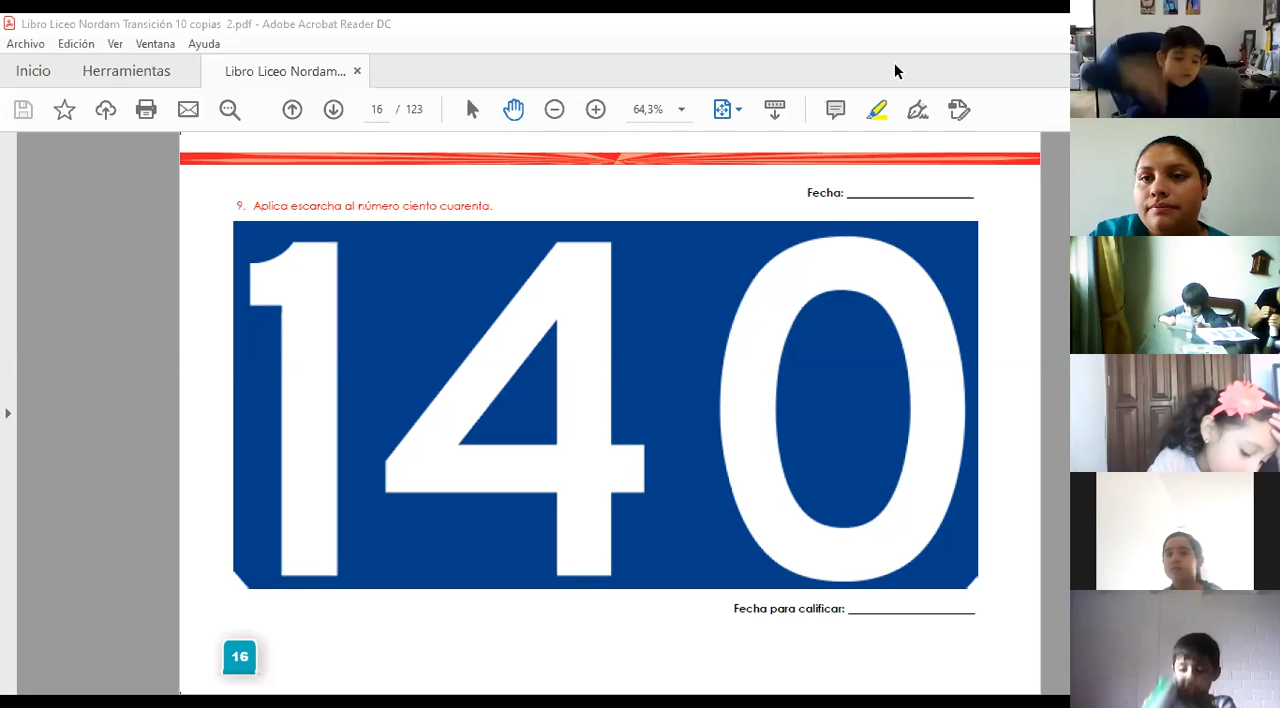 Libro Liceo Nordam Transición 10 copias 2.pdf - Adobe Acrobat Reader DC
Archivo Edición Ver Ventana Ayuda
Inicio Herramientas Libro Liceo Nordam... ×
16 / 123 64,3%
Fecha:
9. Aplica escarcha al número ciento cuarenta.
140
Fecha para calificar:
16